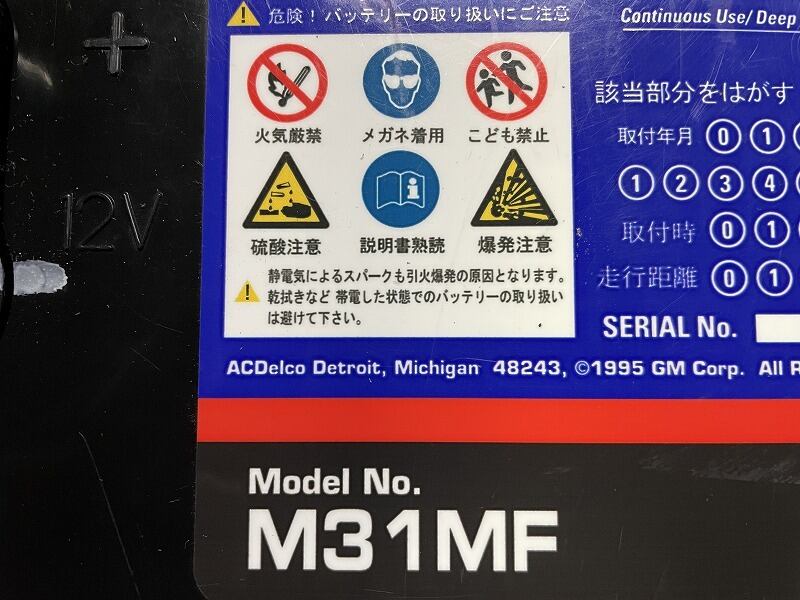 +
12V
危険！バッテリーの取り扱いにご注意
火気厳禁 メガネ着用 こども禁止
硫酸注意 説明書熟読 爆発注意
静電気によるスパークも引火爆発の原因となります。
乾拭きなど 帯電した状態でのバッテリーの取り扱い
は避けて下さい。
Continuous Use/ Deep
該当部分をはがす
取付年月 0 1
1 2 3 4
取付時 0 1
走行距離 0 1
SERIAL No.
ACDelco Detroit, Michigan 48243, ©1995 GM Corp. All R
Model No.
M31MF